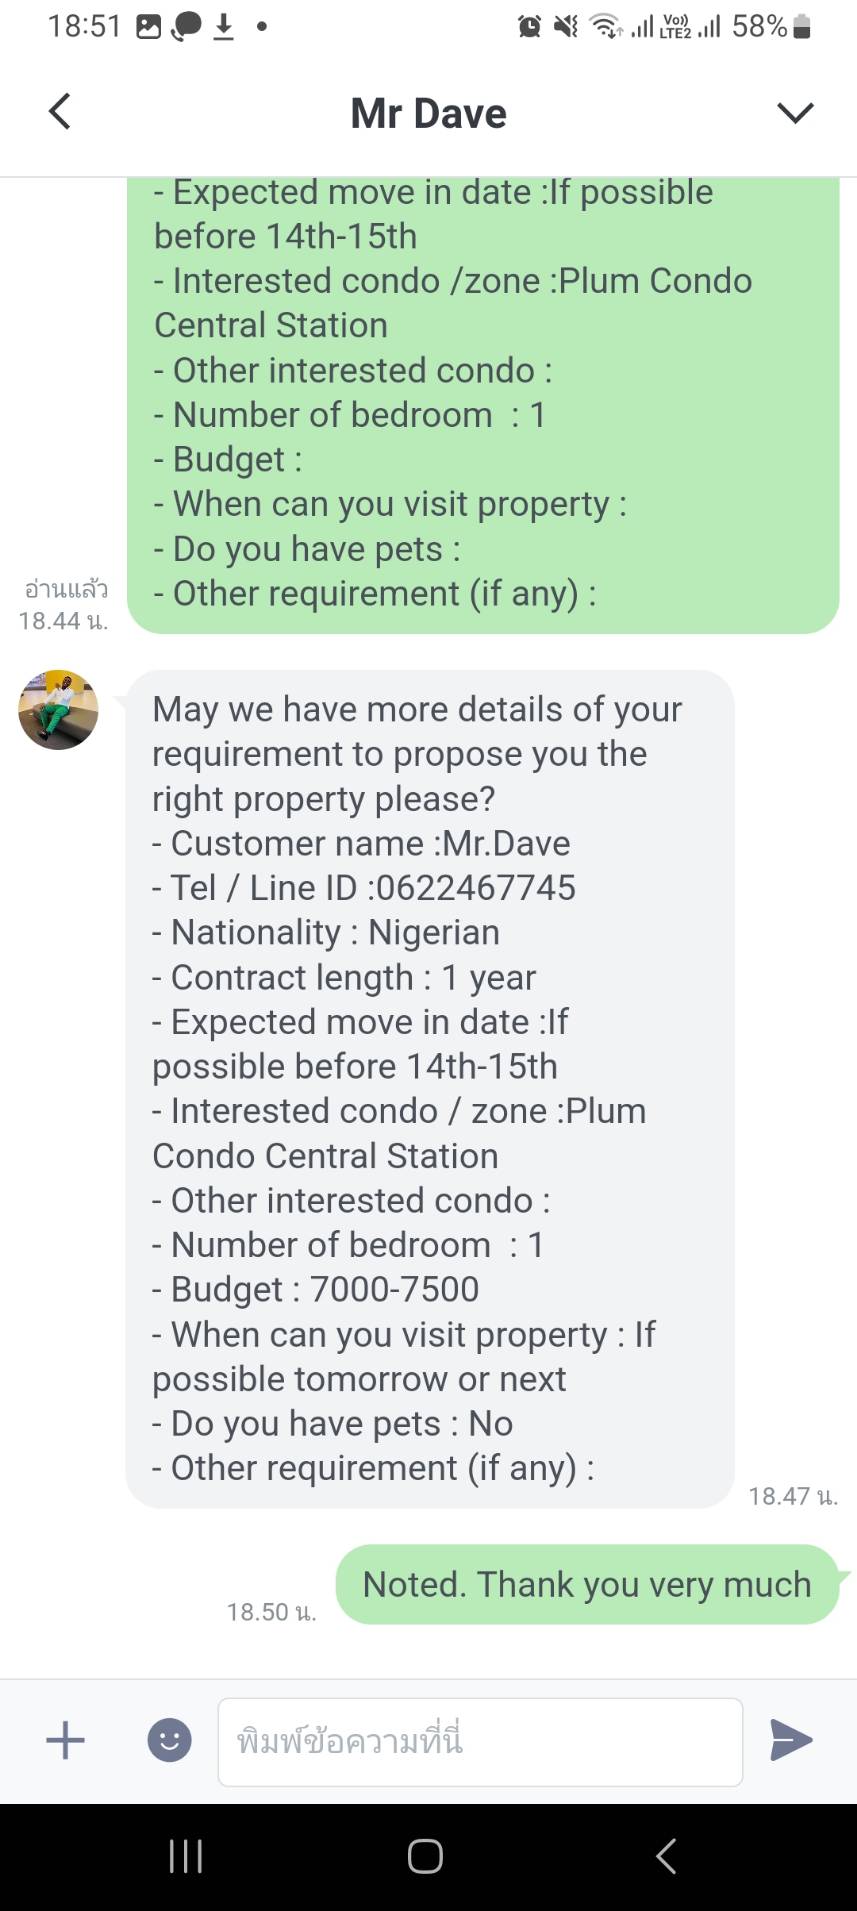 18:51
Vo))
LTE2
58%
Mr Dave
- Expected move in date :If possible
before 14th-15th
- Interested condo /zone :Plum Condo
Central Station
- Other interested condo :
- Number of bedroom  : 1
- Budget :
- When can you visit property :
- Do you have pets :
- Other requirement (if any) :
อ่านแล้ว
18.44 น.
May we have more details of your
requirement to propose you the
right property please?
- Customer name :Mr.Dave
- Tel / Line ID :0622467745
- Nationality : Nigerian
- Contract length : 1 year
- Expected move in date :If
possible before 14th-15th
- Interested condo / zone :Plum
Condo Central Station
- Other interested condo :
- Number of bedroom  : 1
- Budget : 7000-7500
- When can you visit property : If
possible tomorrow or next
- Do you have pets : No
- Other requirement (if any) :
18.47 น.
Noted. Thank you very much
18.50 น.
พิมพ์ข้อความที่นี่